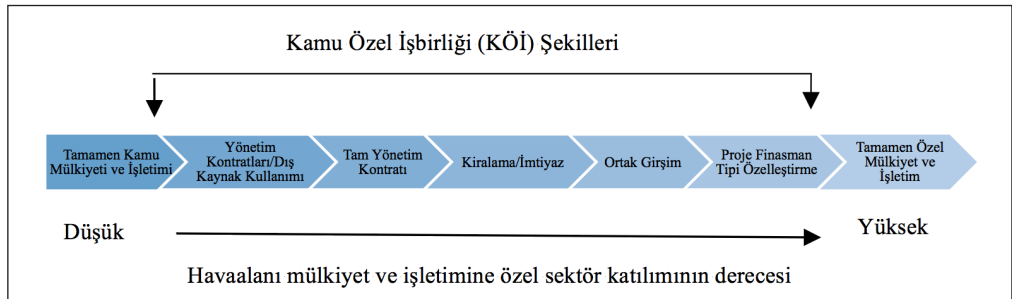 Kamu Özel İşbirliği (KÖİ) Şekilleri
Tamamen Kamu
Mülkiyeti ve İşletimi
Yönetim
Kontratları/Dış
Kaynak Kullanımı
Tam Yönetim
Kontratı
Kiralama/İmtiyaz
Ortak Girşim
Proje Finasman
Tipi Özelleştirme
Tamamen Özel
Mülkiyet ve
İşletim
Düşük
Yüksek
Havaalanı mülkiyet ve işletimine özel sektör katılımının derecesi